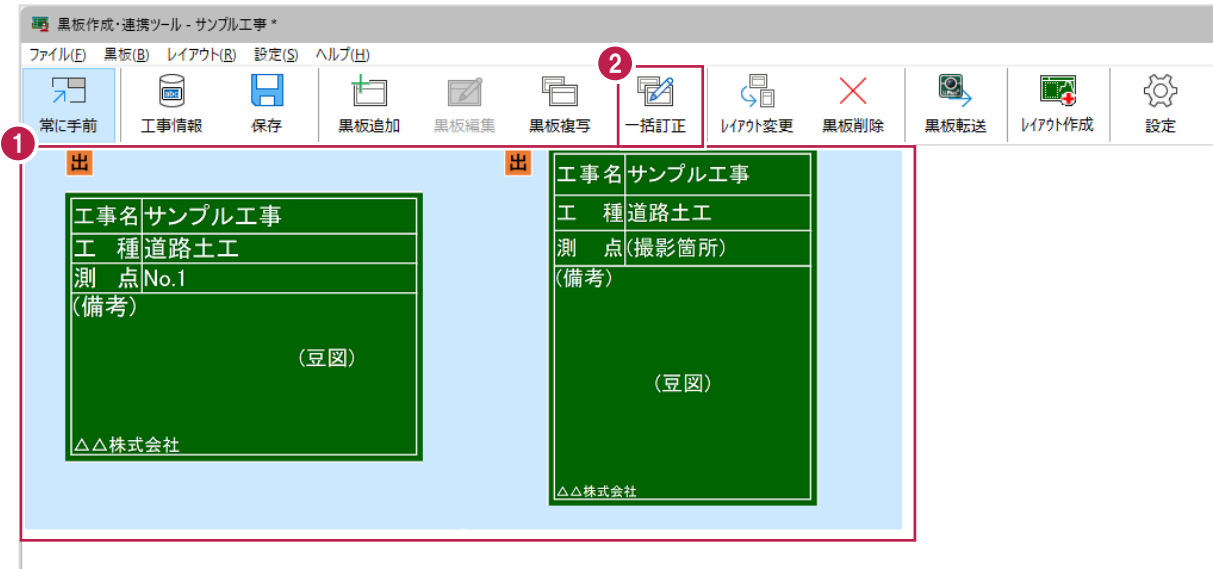 黒板作成・連携ツール - サンプル工事 *
ファイル(F) 黒板(B) レイアウト(R) 設定(S) ヘルプ(H)
2
常に手前 工事情報 保存 黒板追加 黒板編集 黒板複写 一括訂正 レイアウト変更 黒板削除 黒板転送 レイアウト作成 設定
1
出
工事名 サンプル工事
工 種 道路土工
測 点 No.1
(備考)
(豆図)
△△株式会社
出
工事名 サンプル工事
工 種 道路土工
測 点 (撮影箇所)
(備考)
(豆図)
△△株式会社